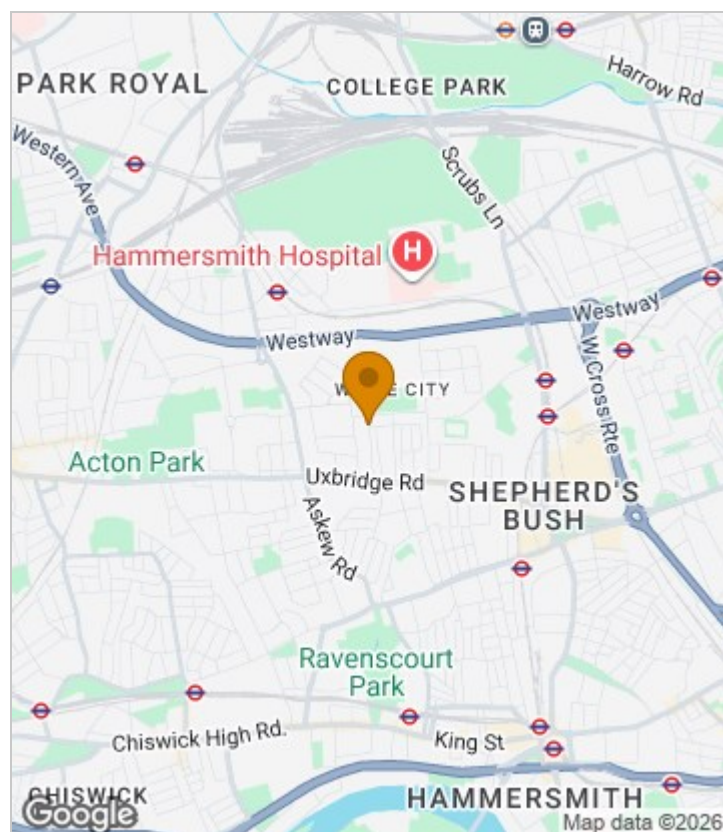 PARK ROYAL
COLLEGE PARK
Harrow Rd
Western Ave
Scrubs Ln
Hammersmith Hospital
H
Westway
Westway
W Cross Rte
CITY
Acton Park
Uxbridge Rd
SHEPHERD'S
BUSH
Askew Rd
Ravenscourt
Park
Chiswick High Rd.
King St
CHISWICK
HAMMERSMITH
Google
Map data ©2026